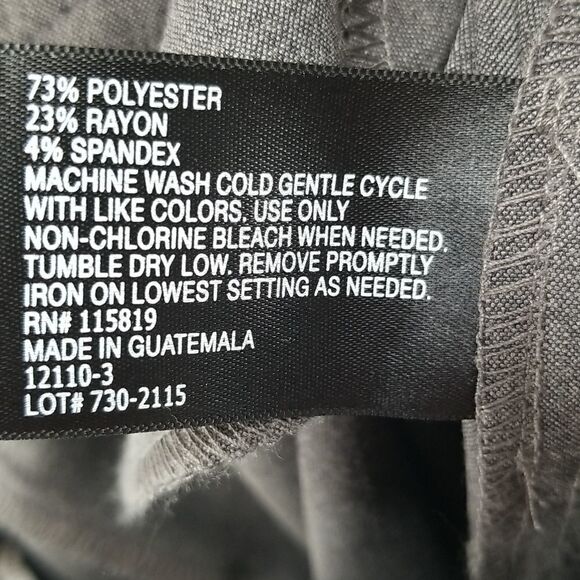 73% POLYESTER
23% RAYON
4% SPANDEX
MACHINE WASH COLD GENTLE CYCLE
WITH LIKE COLORS. USE ONLY
NON-CHLORINE BLEACH WHEN NEEDED.
TUMBLE DRY LOW. REMOVE PROMPTLY
IRON ON LOWEST SETTING AS NEEDED.
RN# 115819
MADE IN GUATEMALA
12110-3
LOT# 730-2115